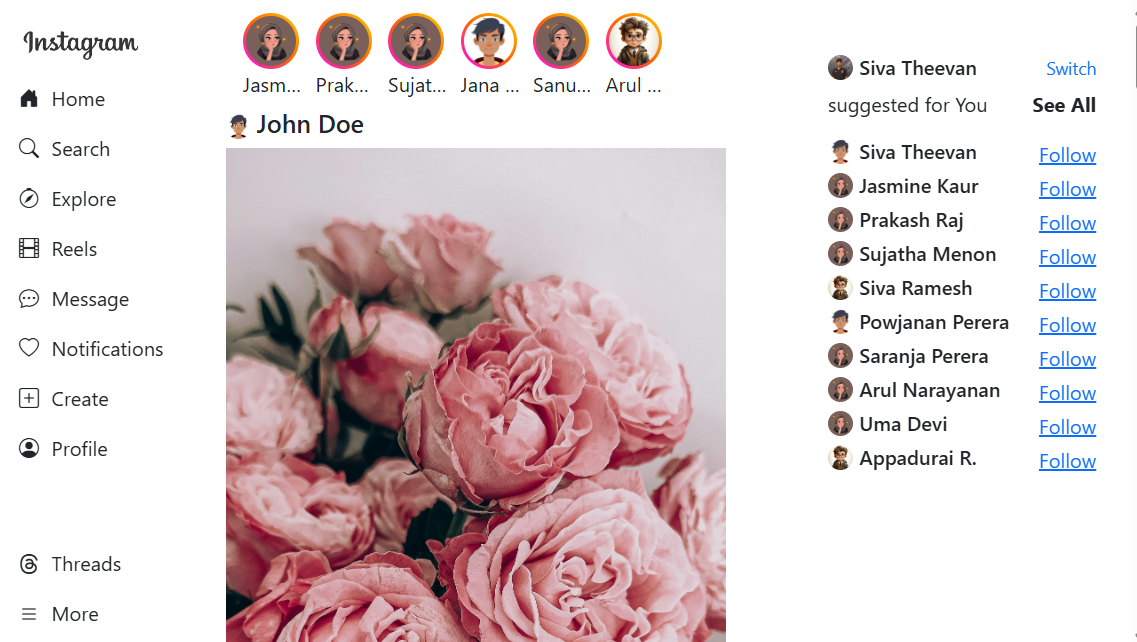 Instagram
Home
Search
Explore
Reels
Message
Notifications
Create
Profile
Threads
More
Jasm...
Prak...
Sujat...
Jana ...
Sanu...
Arul ...
John Doe
Siva Theevan Switch
suggested for You See All
Siva Theevan Follow
Jasmine Kaur Follow
Prakash Raj Follow
Sujatha Menon Follow
Siva Ramesh Follow
Powjanan Perera Follow
Saranja Perera Follow
Arul Narayanan Follow
Uma Devi Follow
Appadurai R. Follow